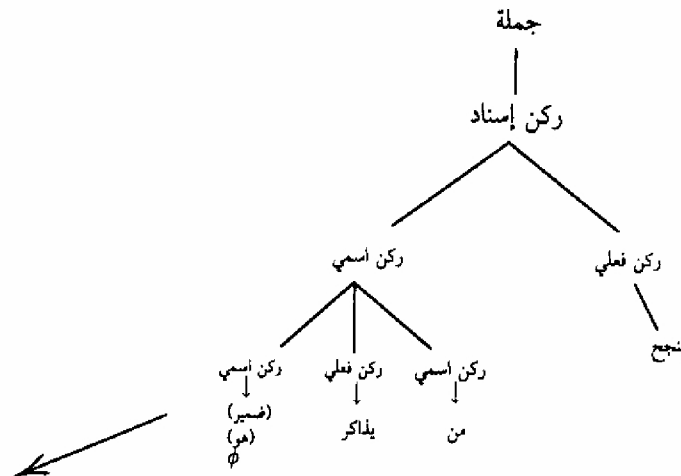 جملة
ركن إسناد
ركن فعلي
ركن اسمي
نجح
ركن اسمي
ركن فعلي
ركن اسمي
من
يذاكر
(ضمير)
(هو)
φ